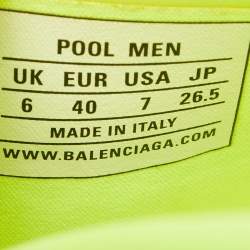 POOL MEN
UK EUR USA JP
6 40 7 26.5
MADE IN ITALY
WWW.BALENCIAGA.COM